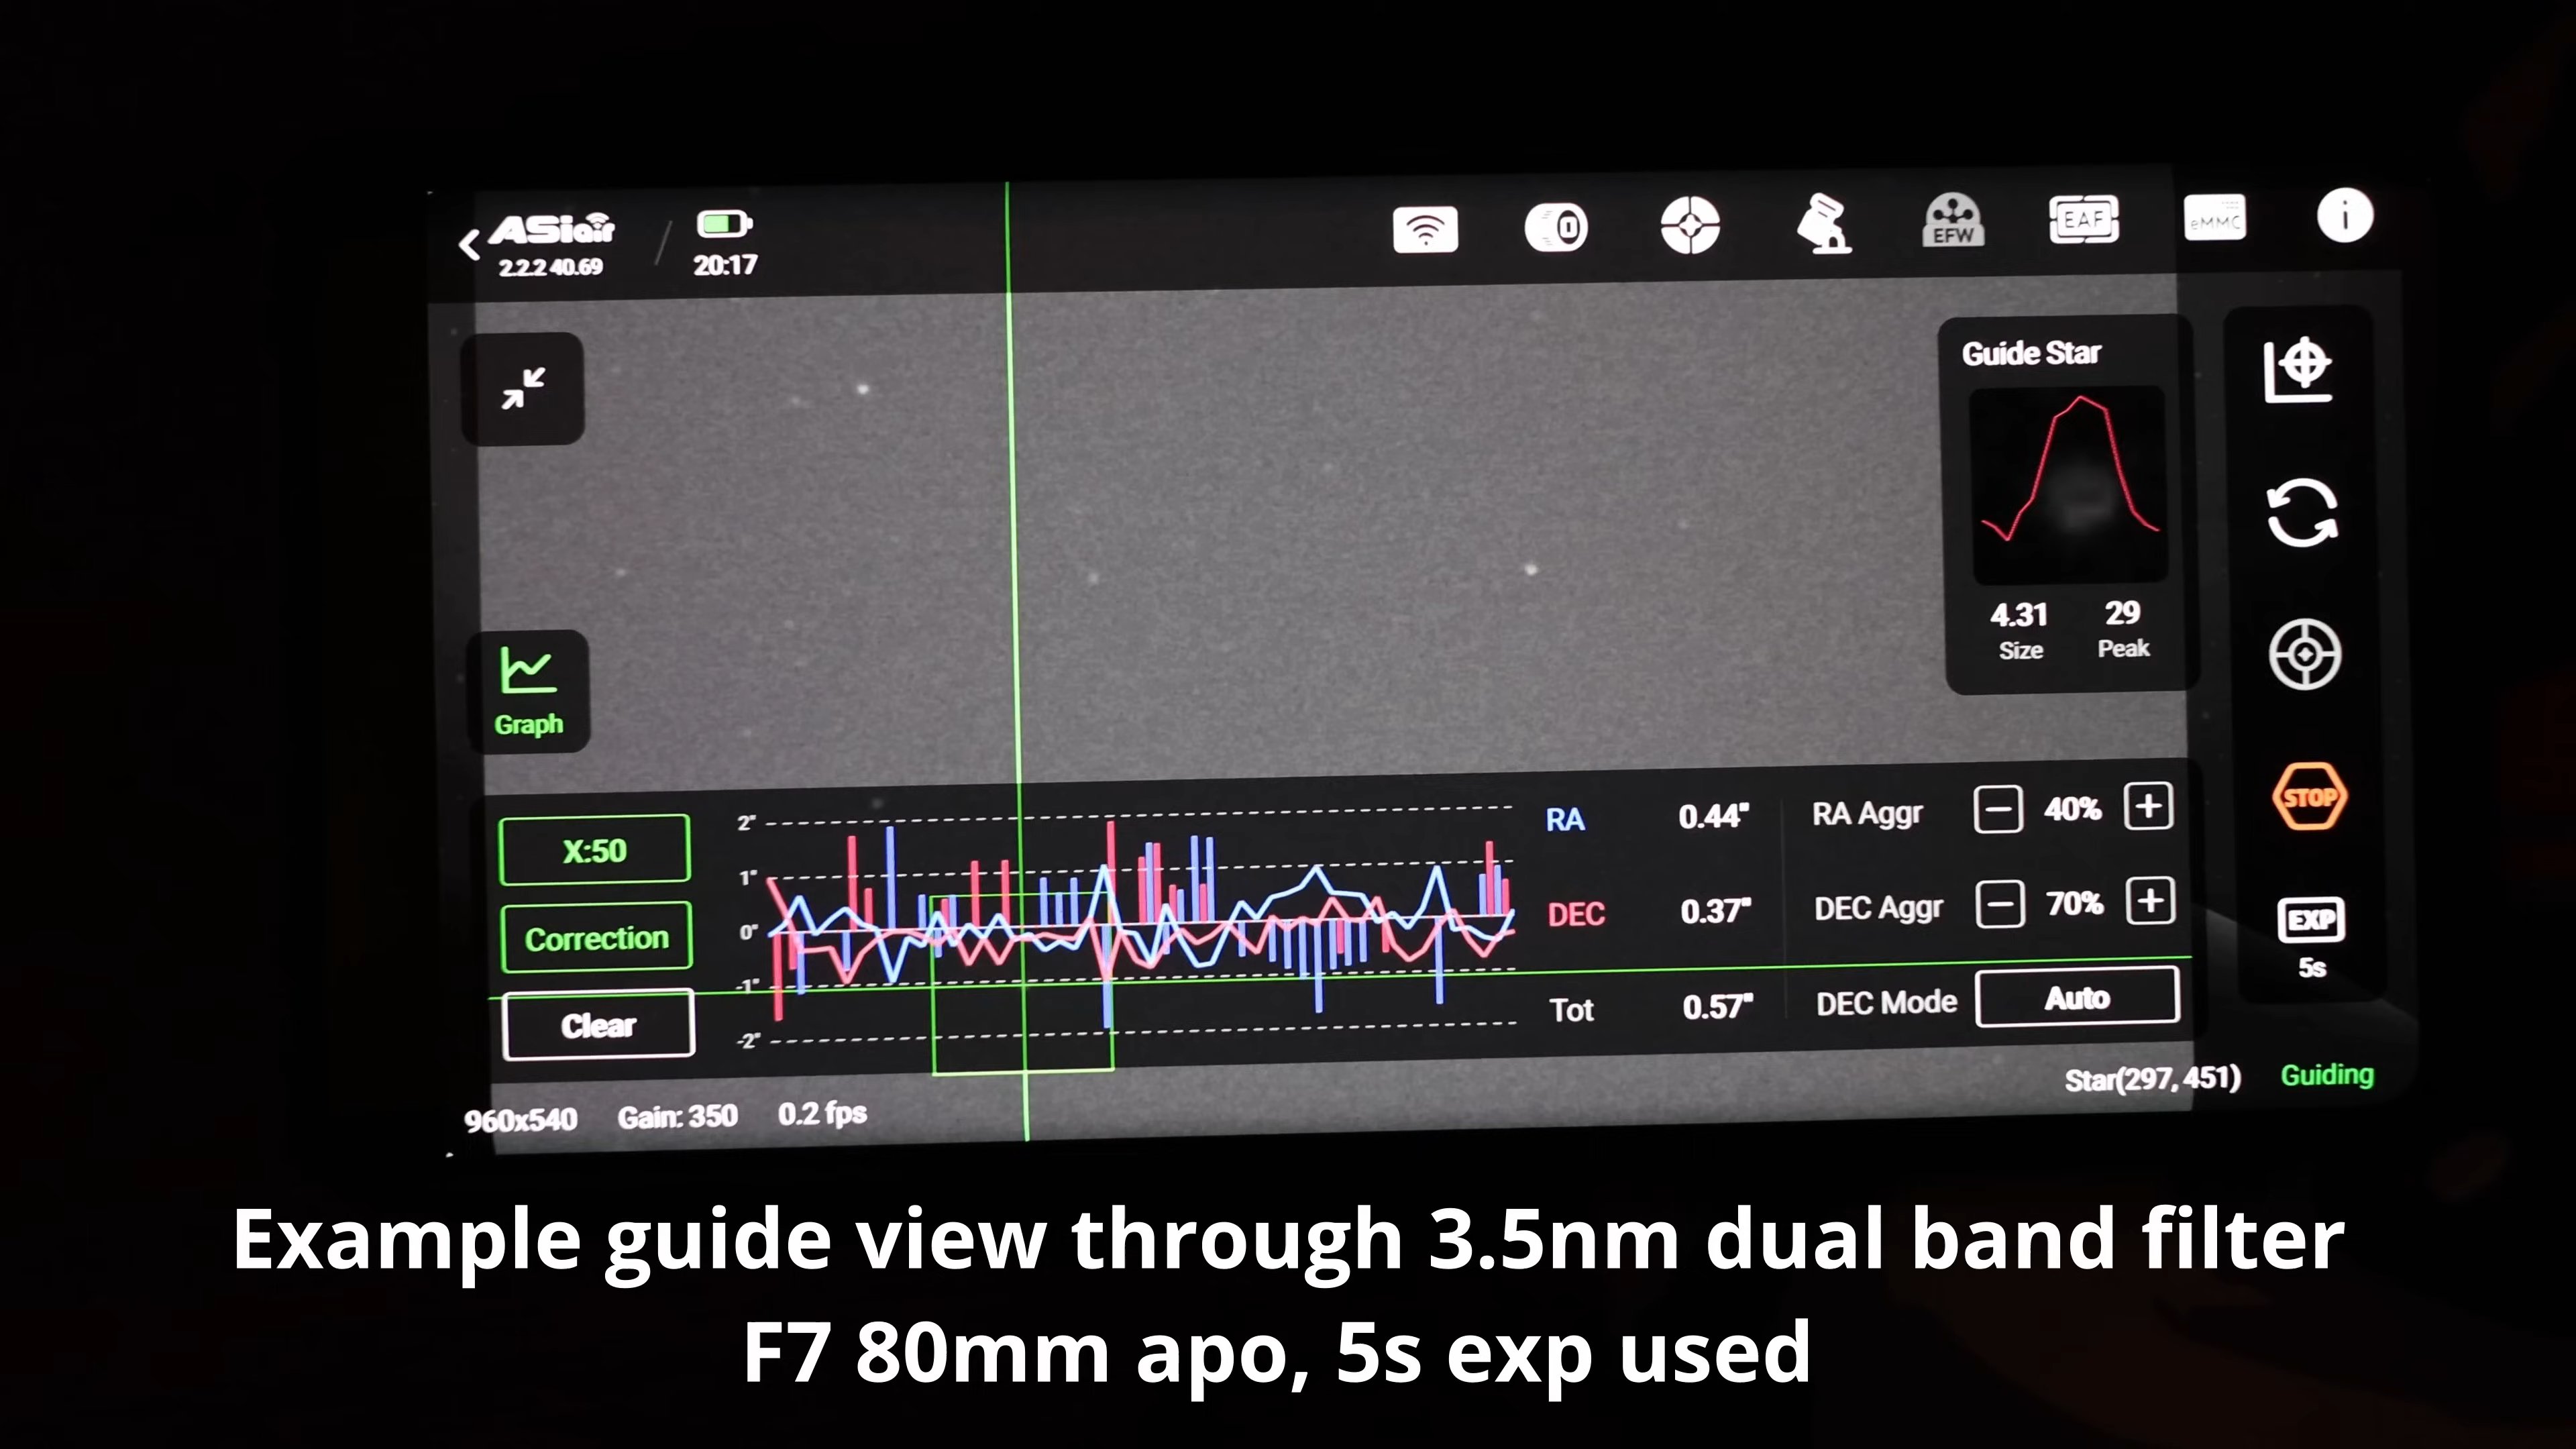 ASiair
2.2.2 40.69
20:17
EFW
EAF
eMMC
i
Guide Star
4.31 29
Size Peak
Graph
X:50
Correction
Clear
2"
1"
0"
-1"
-2"
RA 0.44"
DEC 0.37"
Tot 0.57"
RA Aggr 40%
DEC Aggr 70%
DEC Mode Auto
STOP
EXP
5s
960x540 Gain: 350 0.2 fps
Star(297, 451) Guiding
Example guide view through 3.5nm dual band filter
F7 80mm apo, 5s exp used